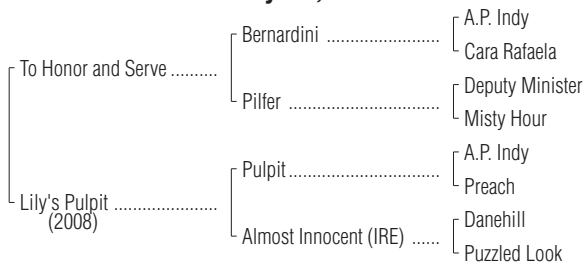 A.P. Indy
Bernardini ........................
Cara Rafaela
To Honor and Serve ..........
Deputy Minister
Pilfer ................................
Misty Hour
A.P. Indy
Pulpit................................
Preach
Lily's Pulpit ......................
(2008)
Danehill
Almost Innocent (IRE) ......
Puzzled Look